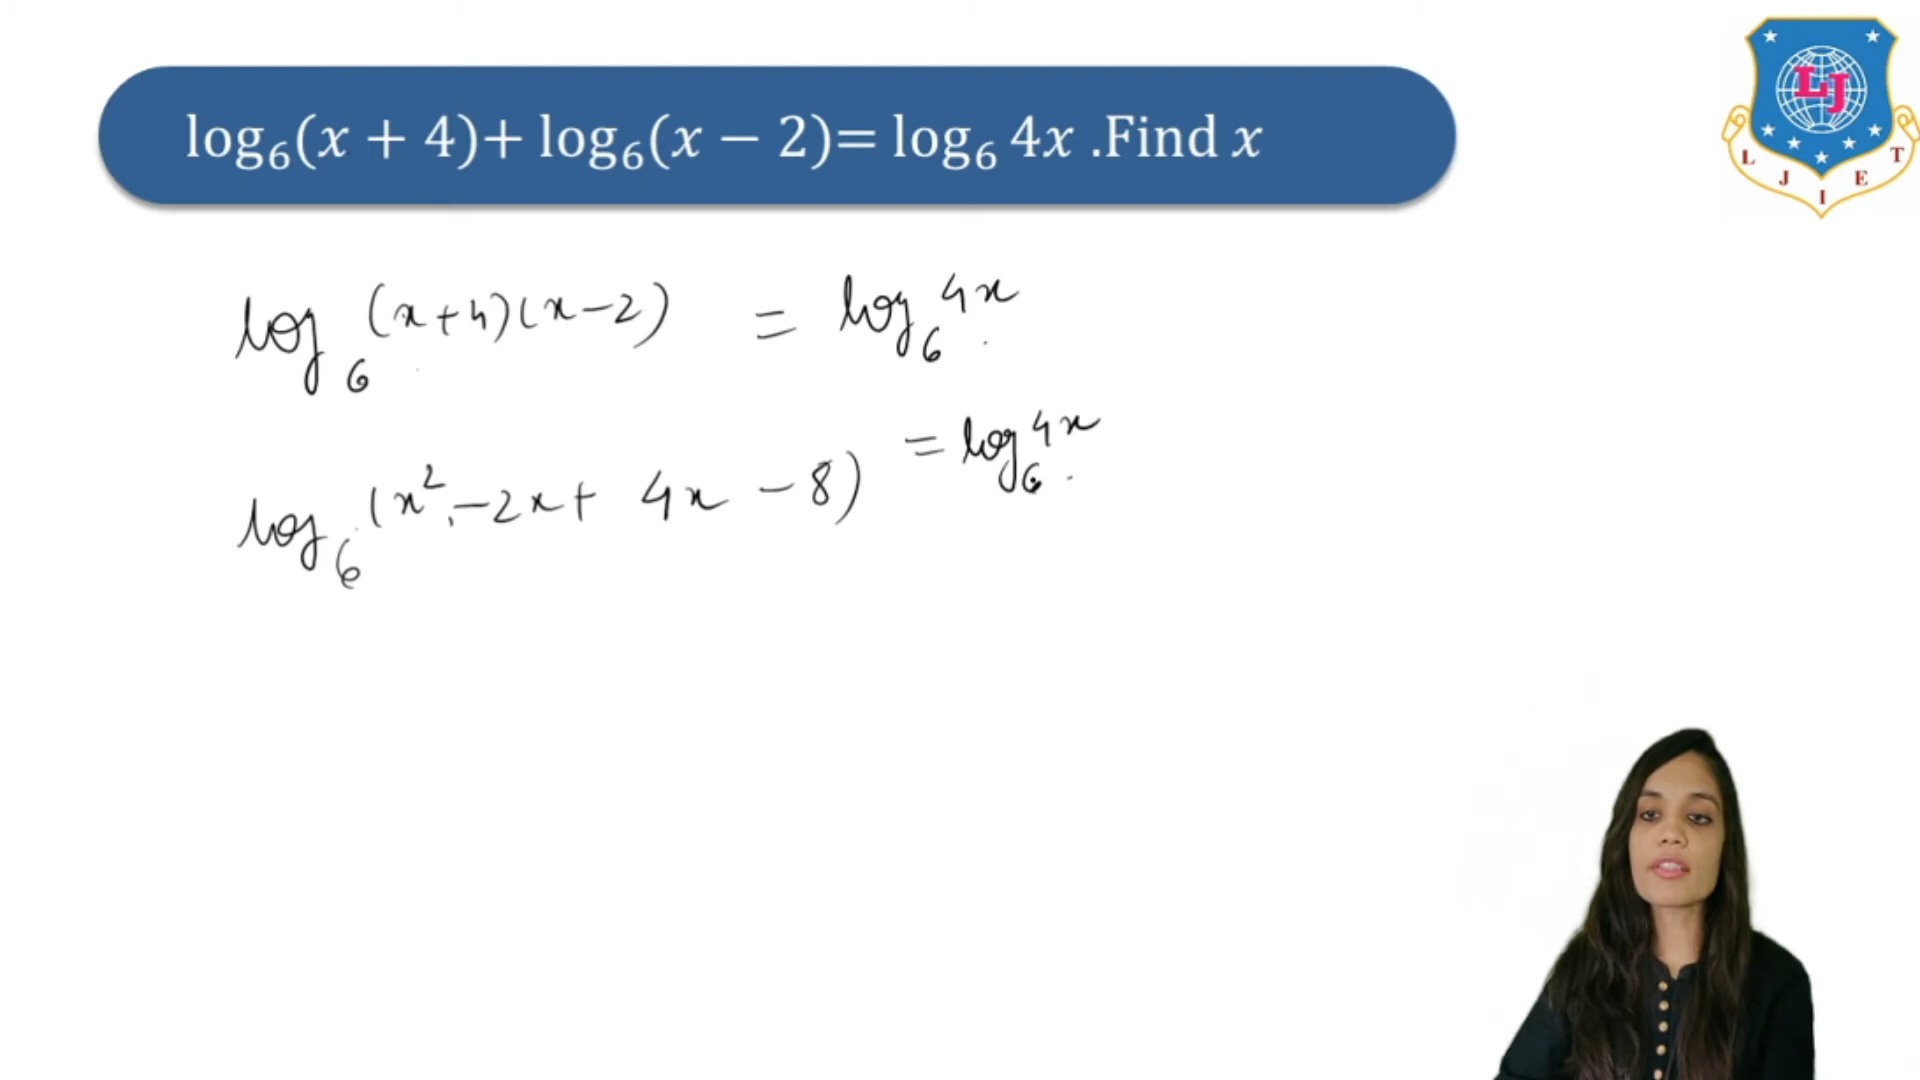 log₆(x + 4)+ log₆(x − 2)= log₆ 4x .Find x
LJ
L J I E T
log₆ (x+4)(x−2) = log₆ 4x
log₆ (x²−2x+ 4x −8) = log₆ 4x